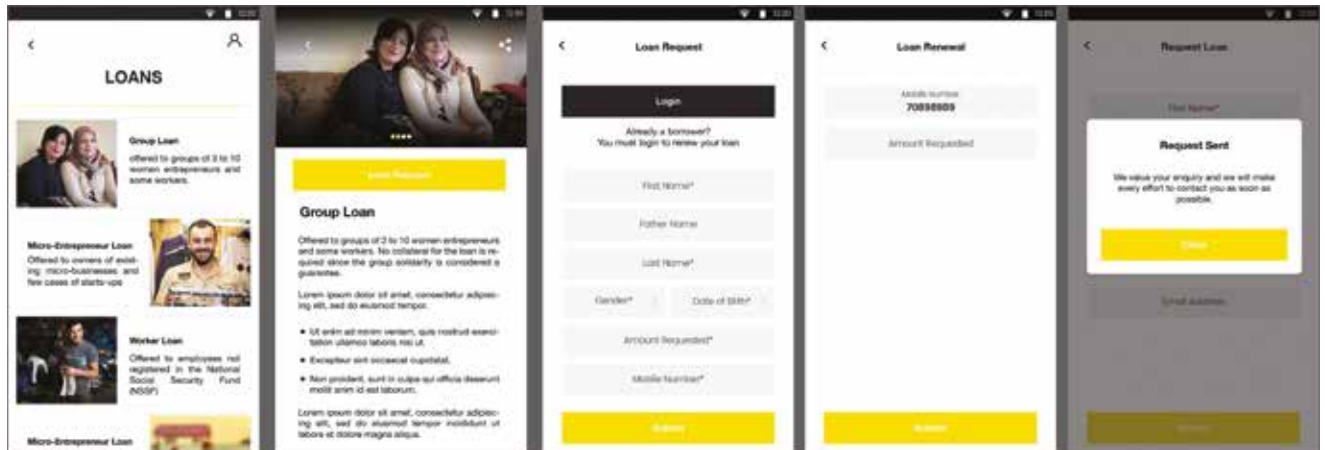 12:20
LOANS
Group Loan
offered to groups of 3 to 10
women entrepreneurs and
some workers.
Micro-Entrepreneur Loan
Offered to owners of exist-
ing micro-businesses and
few cases of starts-ups
Worker Loan
Offered to employees not
registered in the National
Social Security Fund
(NSSF)
Micro-Entrepreneur Loan
Loan Request
Group Loan
Offered to groups of 3 to 10 women entrepreneurs
and some workers. No collateral for the loan is re-
quired since the group solidarity is considered a
guarantee.
Lorem ipsum dolor sit amet, consectetur adipisc-
ing elit, sed do eiusmod tempor.
• Ut enim ad minim veniam, quis nostrud exerci-
tation ullamco laboris nisi ut.
• Excepteur sint occaecat cupidatat.
• Non proident, sunt in culpa qui officia deserunt
mollit anim id est laborum.
Lorem ipsum dolor sit amet, consectetur adipisc-
ing elit, sed do eiusmod tempor incididunt ut
labore et dolore magna aliqua.
Loan Request
Login
Already a borrower?
You must login to renew your loan
First Name*
Father Name
Last Name*
Gender*
Date of Birth*
Amount Requested*
Mobile Number*
Submit
Loan Renewal
Mobile Number
70898989
Amount Requested
Submit
Request Loan
First Name*
Request Sent
We value your enquiry and we will make
every effort to contact you as soon as
possible.
Email Address